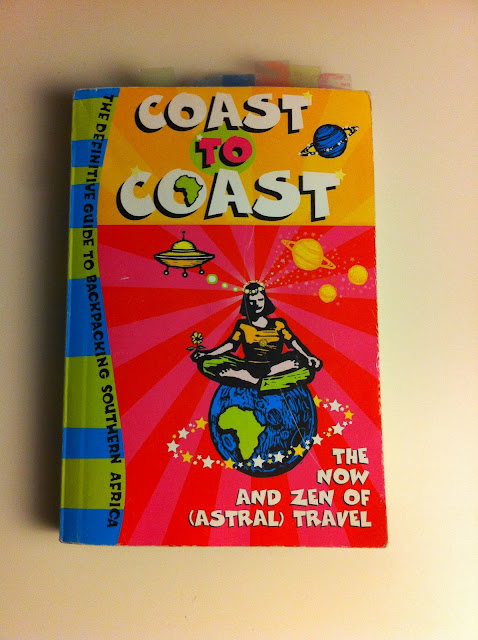 COAST
TO
COAST
THE DEFINITIVE GUIDE TO BACKPACKING SOUTHERN AFRICA
THE
NOW
AND ZEN OF
(ASTRAL) TRAVEL